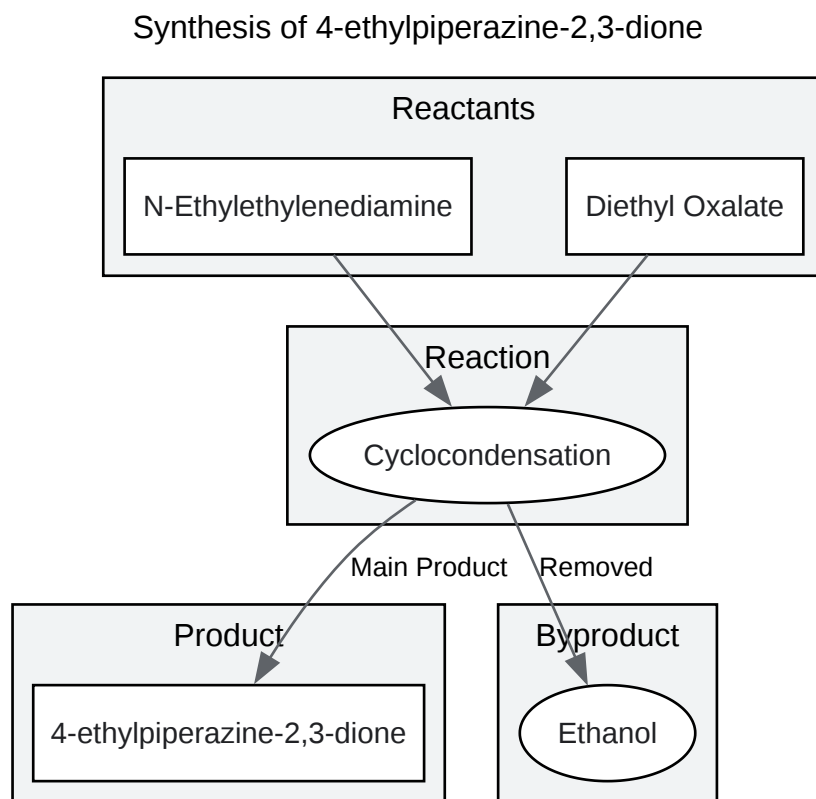 Synthesis of 4-ethylpiperazine-2,3-dione
Reactants
N-Ethylethylenediamine
Diethyl Oxalate
Reaction
Cyclocondensation
Main Product
Removed
Product
Byproduct
4-ethylpiperazine-2,3-dione
Ethanol